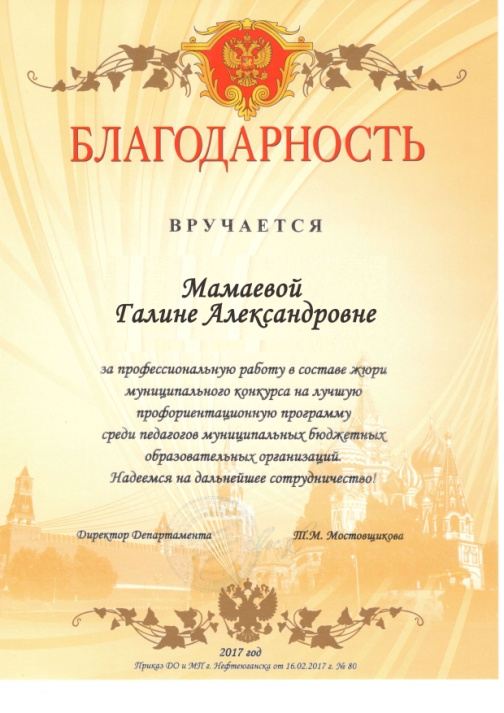 БЛАГОДАРНОСТЬ
ВРУЧАЕТСЯ
Мамаевой
Галине Александровне
за профессиональную работу в составе жюри
муниципального конкурса на лучшую
профориентационную программу
среди педагогов муниципальных бюджетных
образовательных организаций.
Надеемся на дальнейшее сотрудничество!
Директор Департамента Т.М. Мостовщикова
2017 год
Приказ ДО и МП г. Нефтеюганска от 16.02.2017 г. № 80